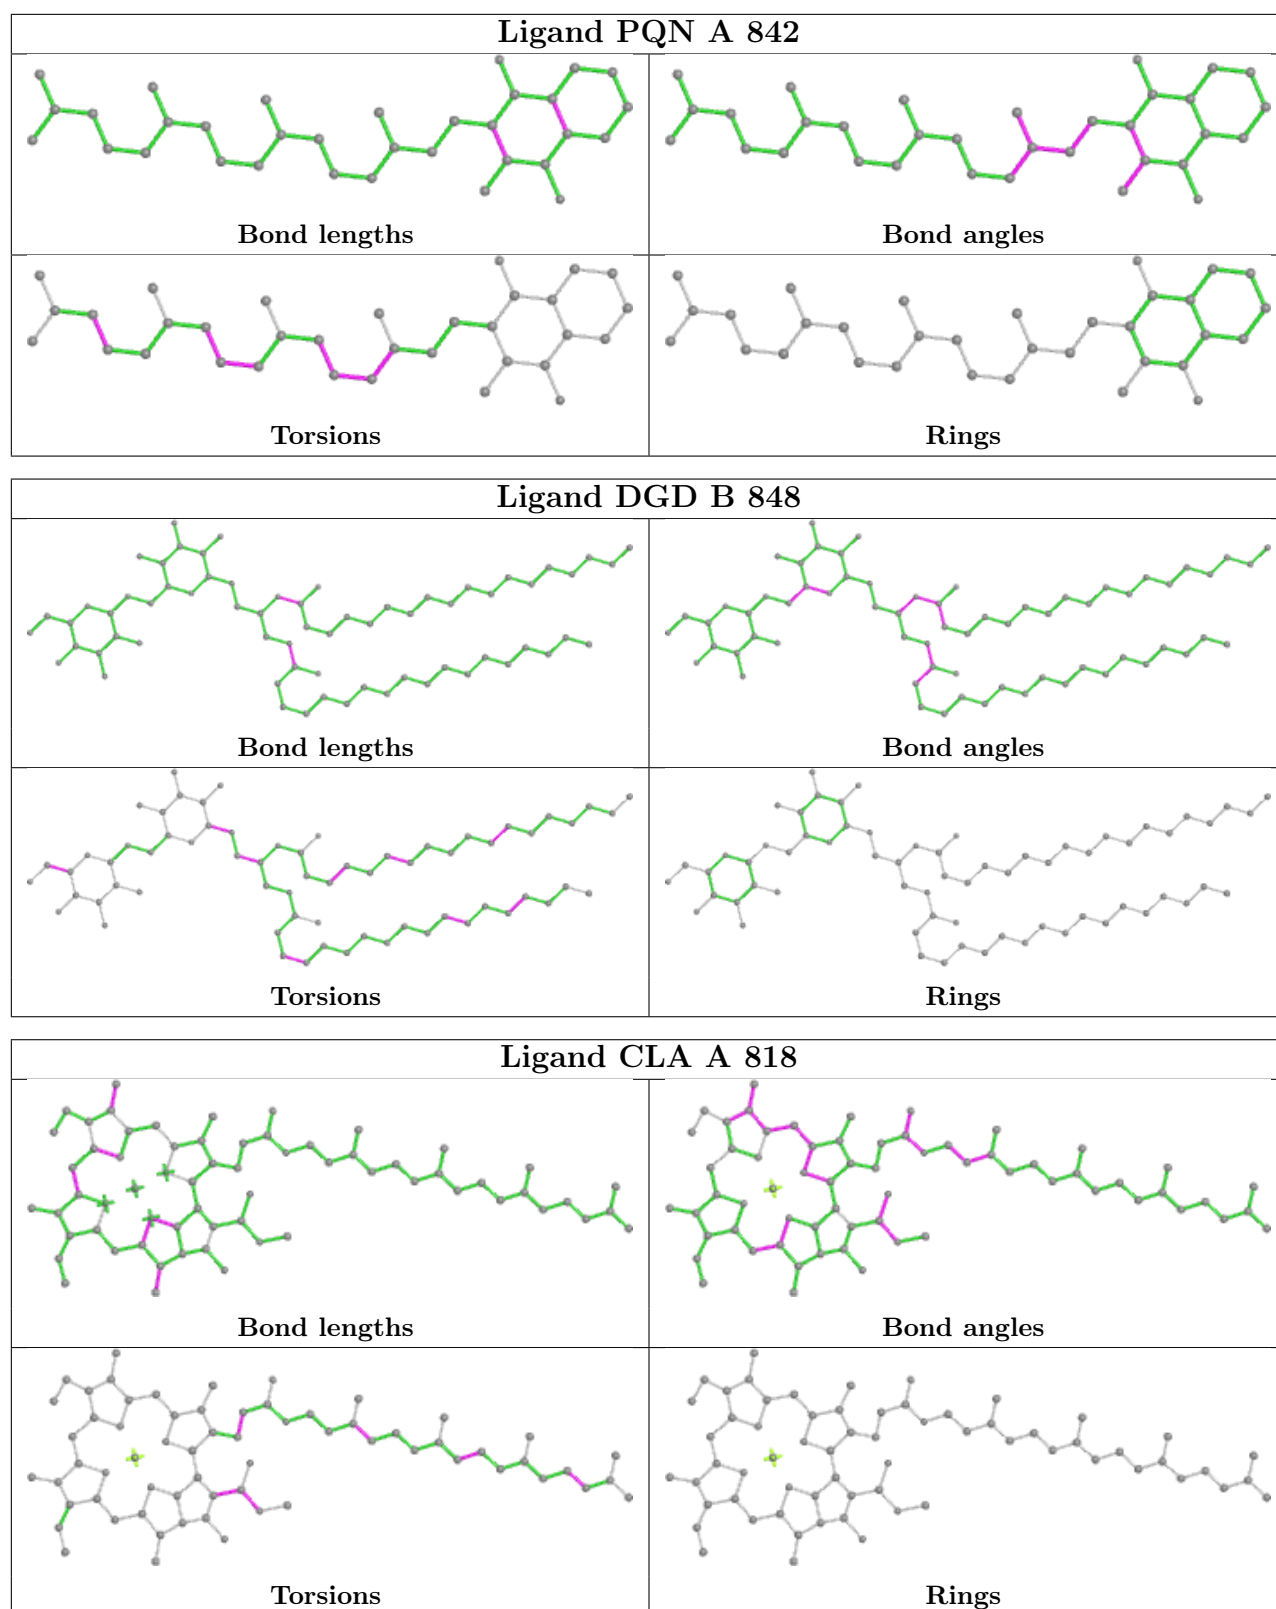 Ligand PQN A 842
Bond lengths
Bond angles
Torsions
Rings
Ligand DGD B 848
Bond lengths
Bond angles
Torsions
Rings
Ligand CLA A 818
Bond lengths
Bond angles
Torsions
Rings